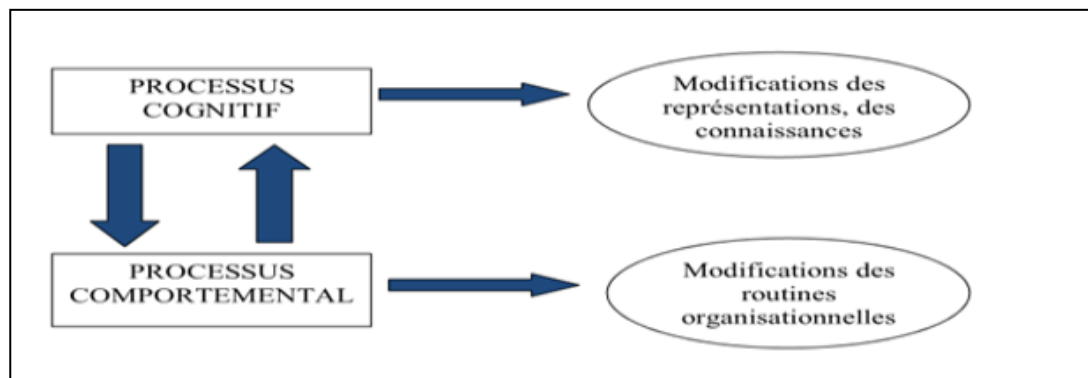 PROCESSUS
COGNITIF
Modifications des
représentations, des
connaissances
PROCESSUS
COMPORTEMENTAL
Modifications des
routines
organisationnelles